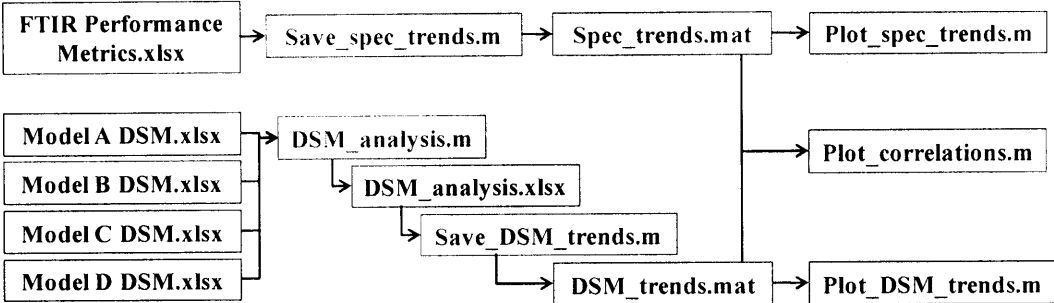 FTIR Performance
Metrics.xlsx
Save_spec_trends.m
Spec_trends.mat
Plot_spec_trends.m
Model A DSM.xlsx
DSM_analysis.m
Plot_correlations.m
Model B DSM.xlsx
DSM_analysis.xlsx
Model C DSM.xlsx
Save_DSM_trends.m
Model D DSM.xlsx
DSM_trends.mat
Plot_DSM_trends.m